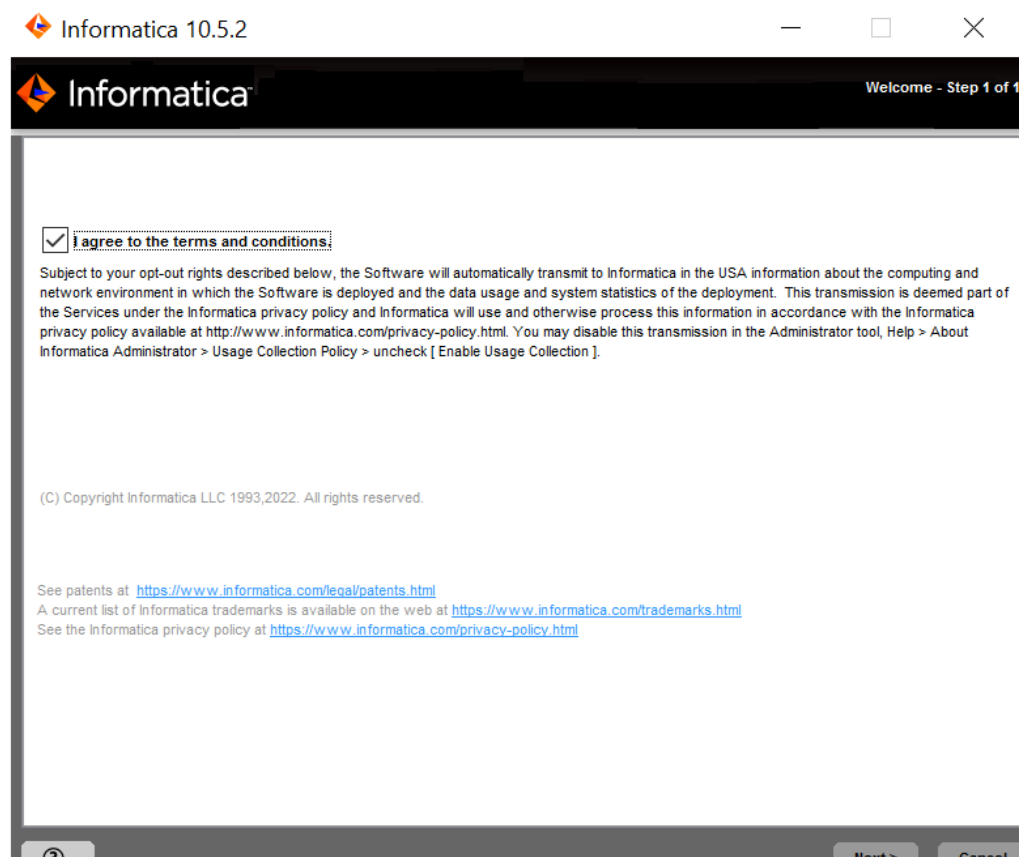 Informatica 10.5.2
Informatica
Welcome - Step 1 of 1
I agree to the terms and conditions.
Subject to your opt-out rights described below, the Software will automatically transmit to Informatica in the USA information about the computing and
network environment in which the Software is deployed and the data usage and system statistics of the deployment. This transmission is deemed part of
the Services under the Informatica privacy policy and Informatica will use and otherwise process this information in accordance with the Informatica
privacy policy available at http://www.informatica.com/privacy-policy.html. You may disable this transmission in the Administrator tool, Help > About
Informatica Administrator > Usage Collection Policy > uncheck [ Enable Usage Collection ].
(C) Copyright Informatica LLC 1993,2022. All rights reserved.
See patents at https://www.informatica.com/legal/patents.html
A current list of Informatica trademarks is available on the web at https://www.informatica.com/trademarks.html
See the Informatica privacy policy at https://www.informatica.com/privacy-policy.html
Next > Cancel